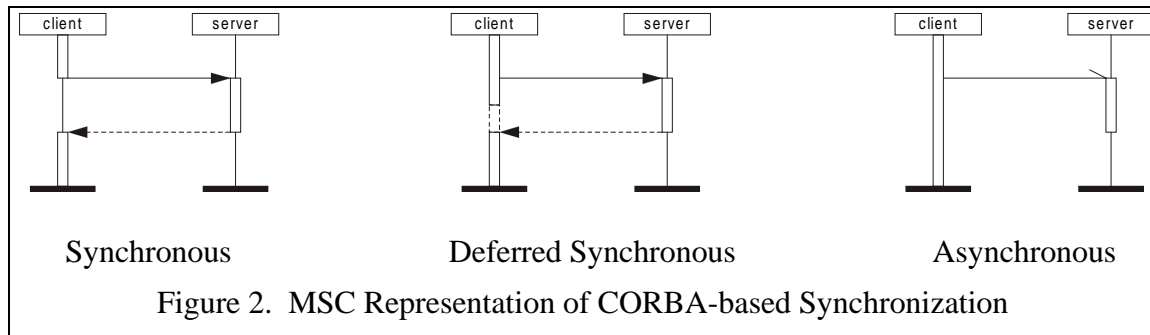 client server client server client server
Synchronous Deferred Synchronous Asynchronous
Figure 2. MSC Representation of CORBA-based Synchronization